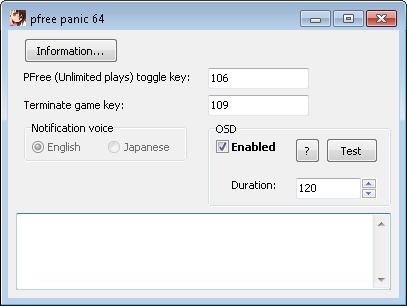 pfree panic 64
Information...
PFree (Unlimited plays) toggle key: 106
Terminate game key: 109
Notification voice
English Japanese
OSD
Enabled ? Test
Duration: 120